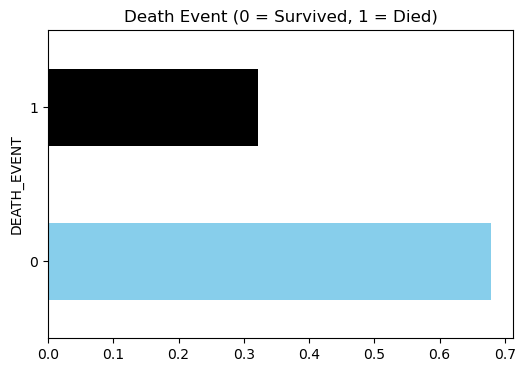 Death Event (0 = Survived, 1 = Died)
DEATH_EVENT
1
0
0.0 0.1 0.2 0.3 0.4 0.5 0.6 0.7